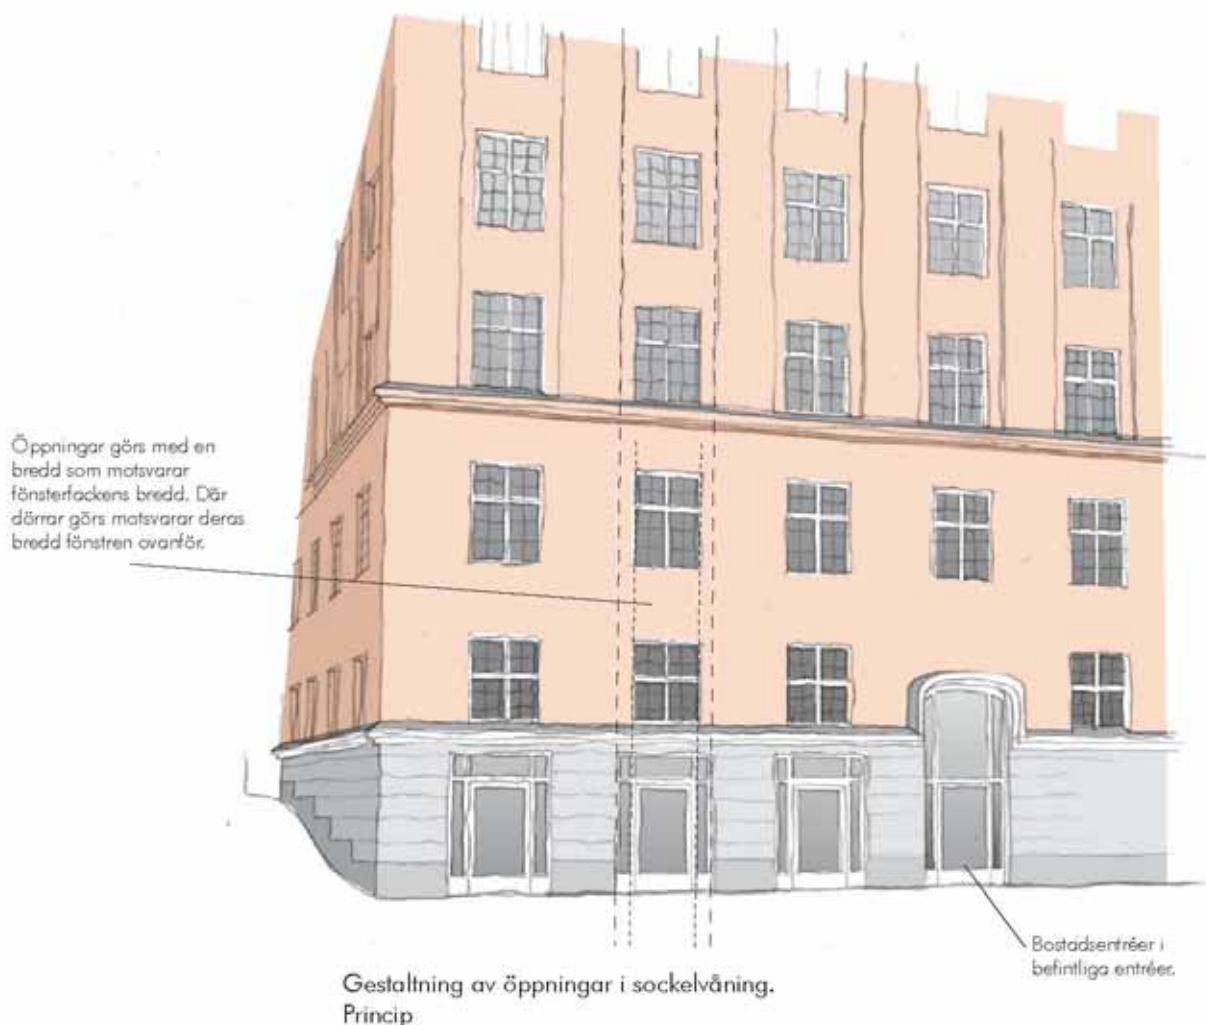 Öppningar görs med en
bredd som motsvarar
fönsterfackens bredd. Där
dörrar görs motsvarar deras
bredd fönstren ovanför.
Bostadsentréer i
befintliga entréer.
Gestaltning av öppningar i sockelvåning.
Princip